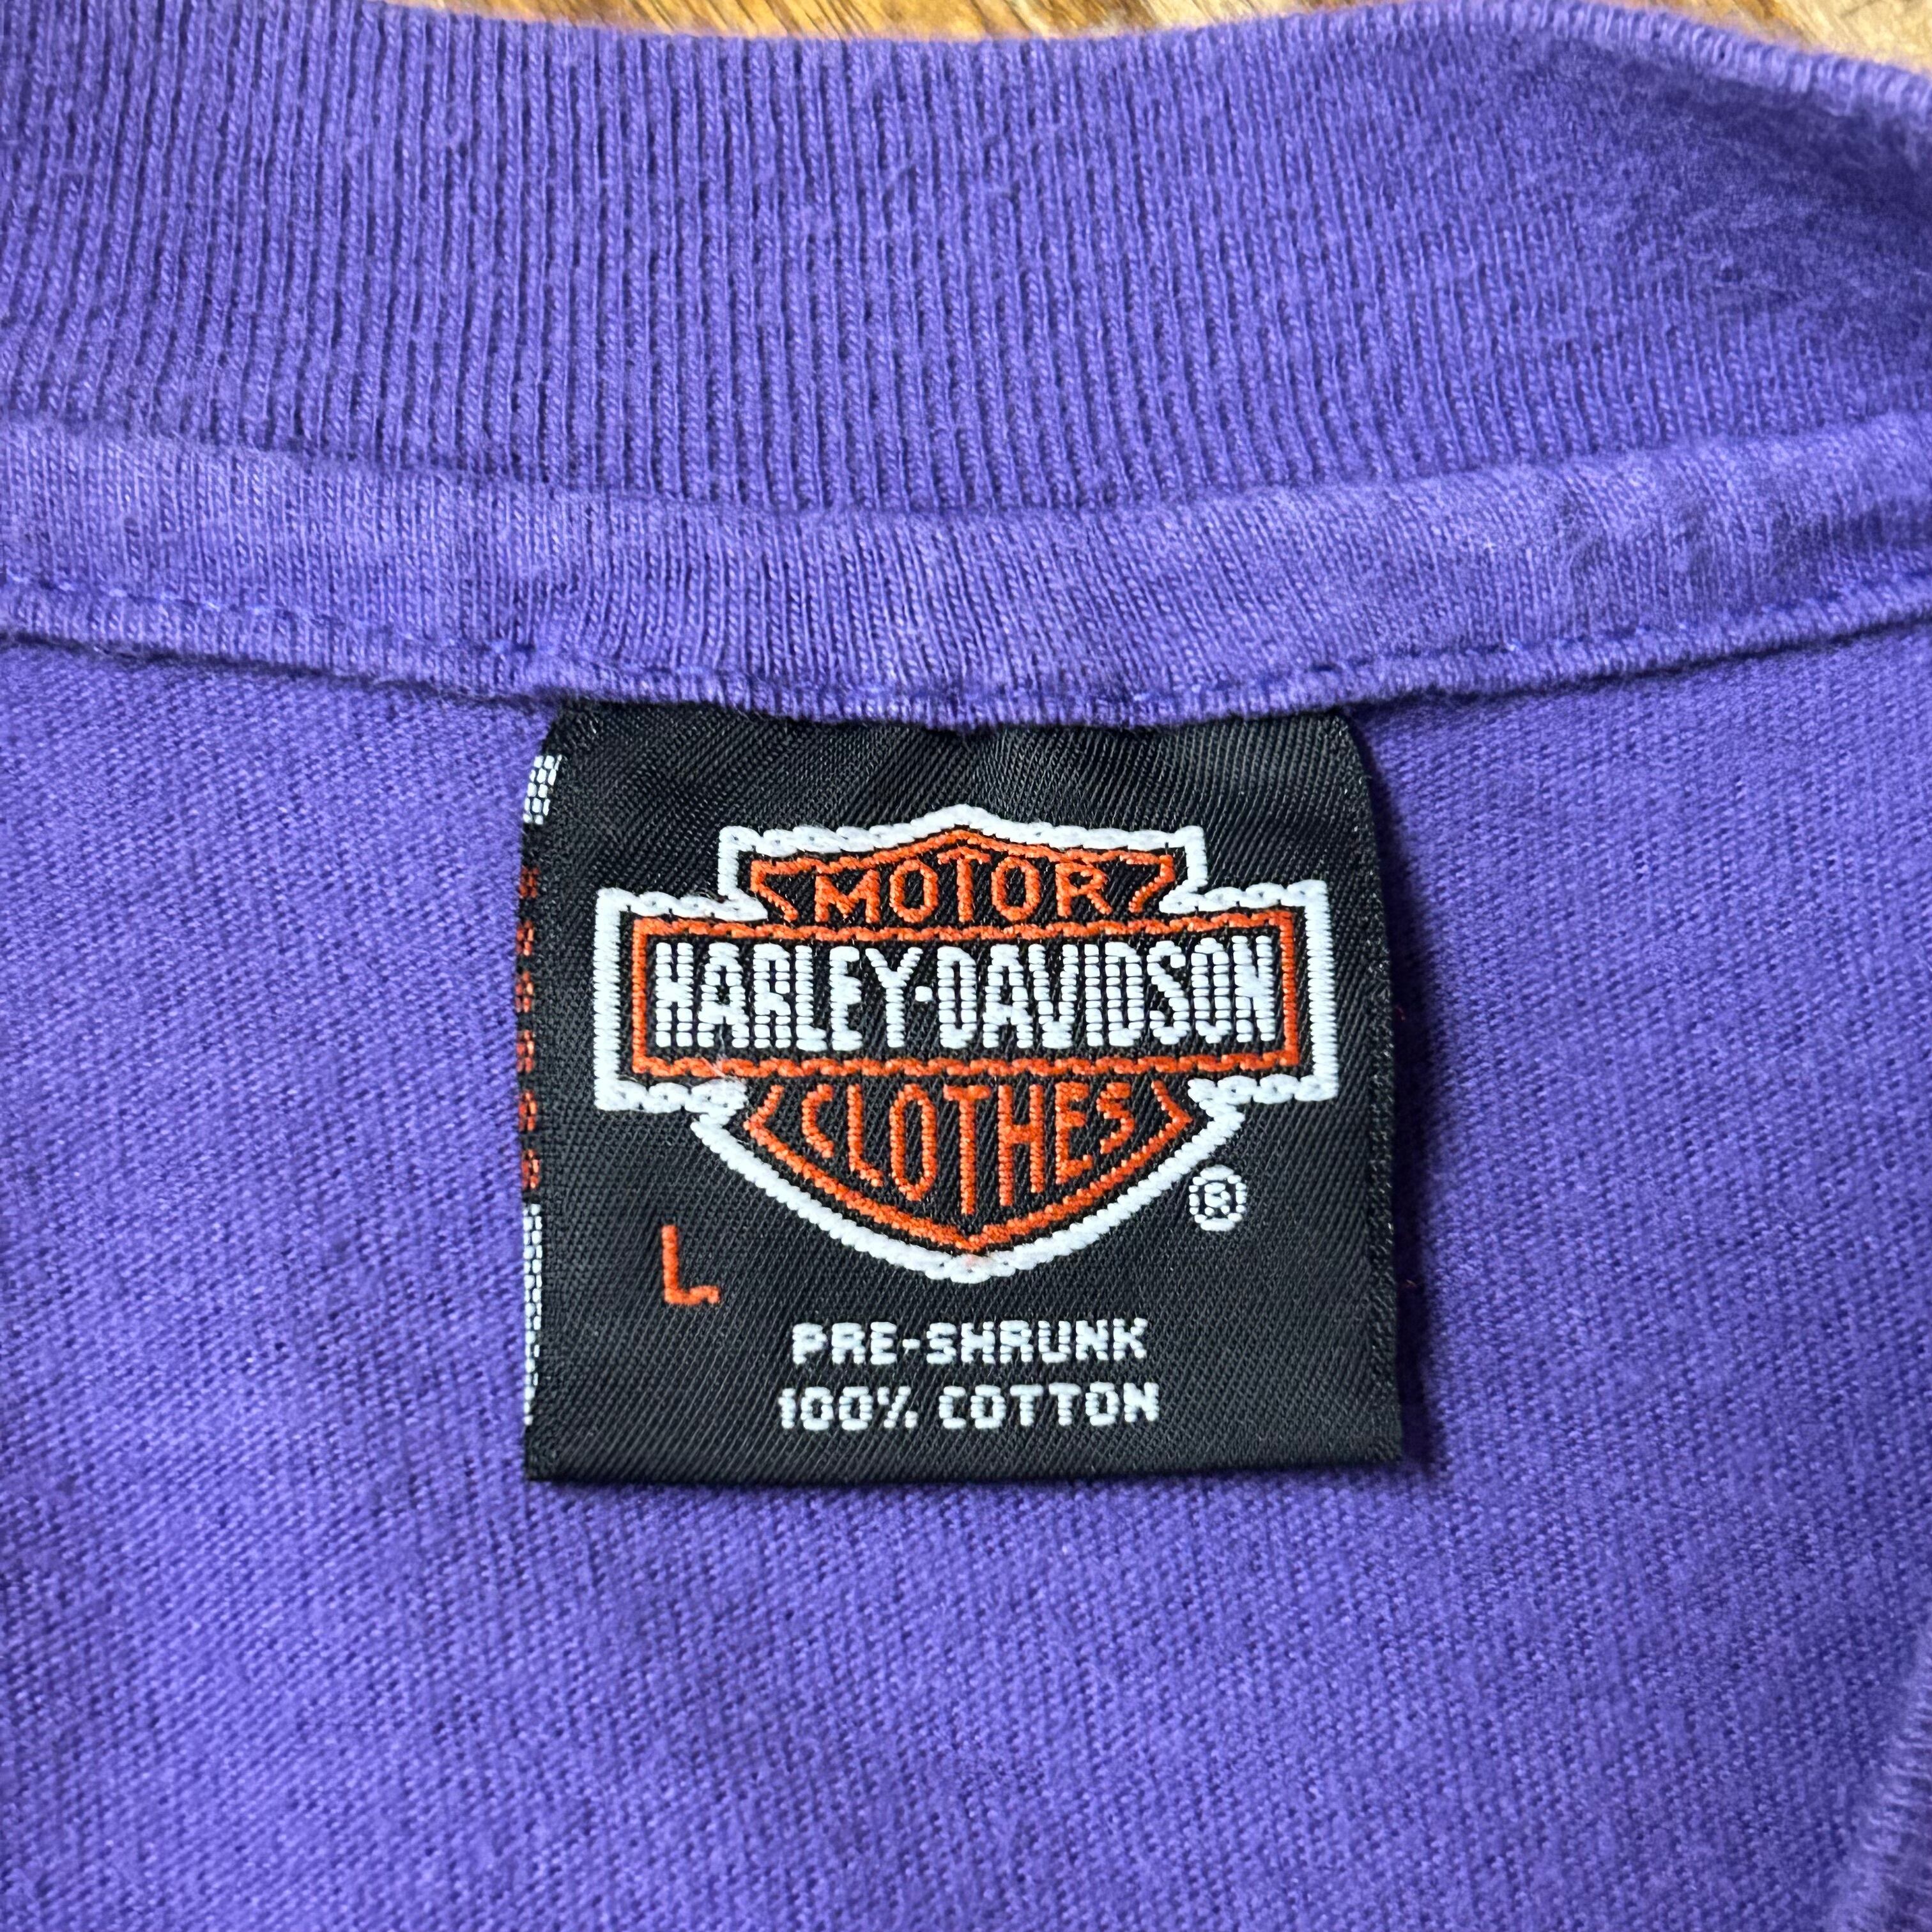 MOTOR
HARLEY-DAVIDSON
CLOTHES
®
L
PRE-SHRUNK
100% COTTON